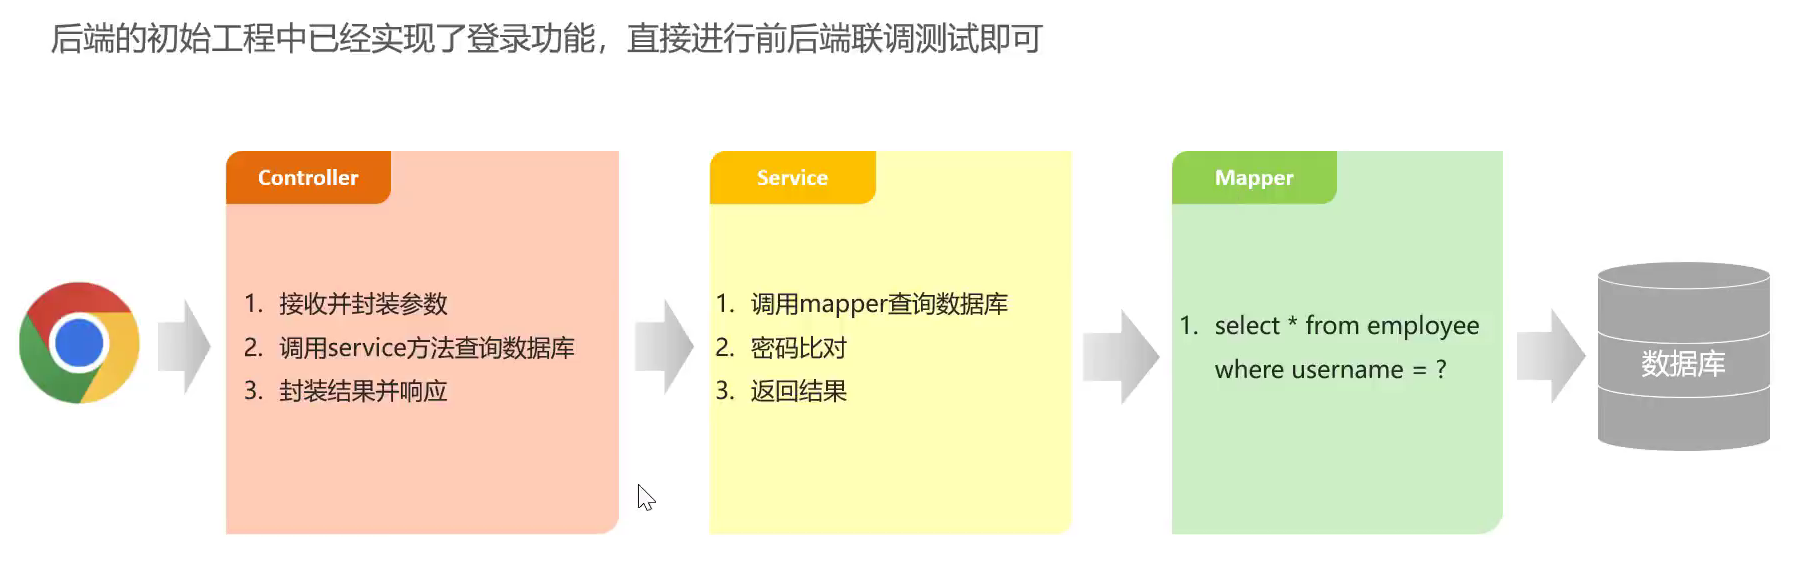 后端的初始工程中已经实现了登录功能，直接进行前后端联调测试即可
Controller
1. 接收并封装参数
2. 调用service方法查询数据库
3. 封装结果并响应
Service
1. 调用mapper查询数据库
2. 密码比对
3. 返回结果
Mapper
1. select * from employee
where username = ?
数据库